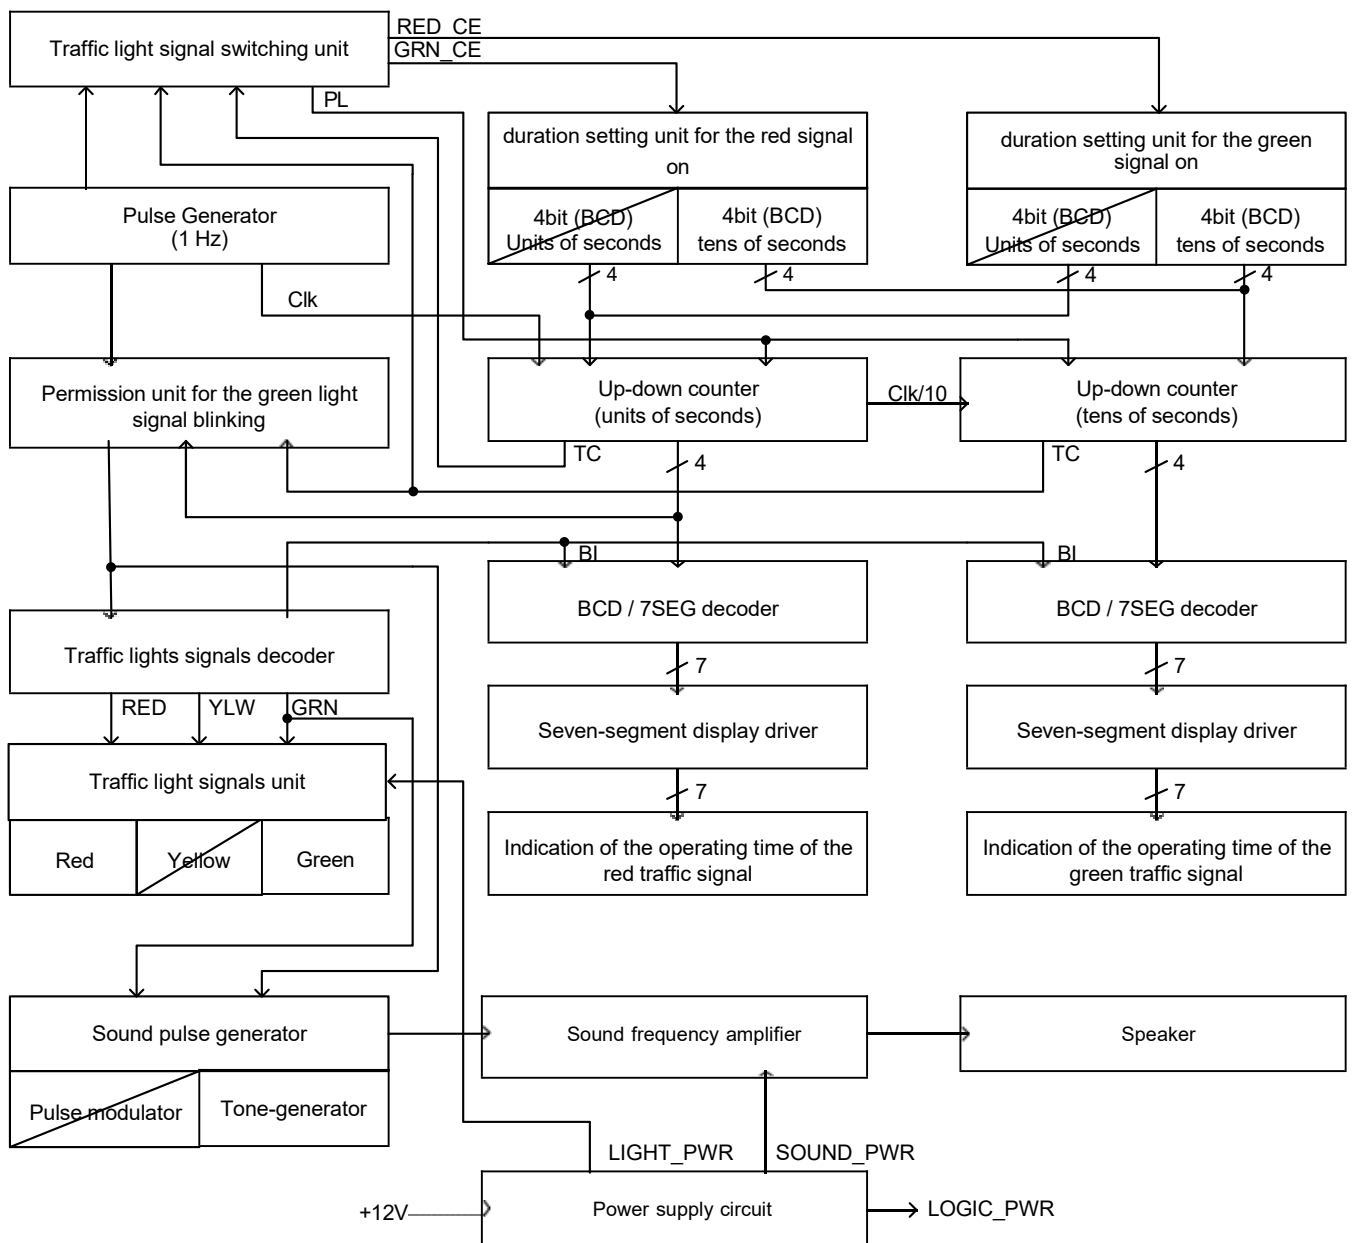 RED_CE
Traffic light signal switching unit
GRN_CE
PL
duration setting unit for the red signal
on
duration setting unit for the green
signal on
Pulse Generator
(1 Hz)
4bit (BCD)
Units of seconds
4bit (BCD)
tens of seconds
4bit (BCD)
Units of seconds
4bit (BCD)
tens of seconds
4
4
4
4
Clk
Permission unit for the green light
signal blinking
Up-down counter
(units of seconds)
Clk/10
Up-down counter
(tens of seconds)
TC
4
TC
4
BI
BI
BCD / 7SEG decoder
BCD / 7SEG decoder
Traffic lights signals decoder
7
7
RED
YLW
GRN
Seven-segment display driver
Seven-segment display driver
Traffic light signals unit
7
7
Red
Yellow
Green
Indication of the operating time of the
red traffic signal
Indication of the operating time of the
green traffic signal
Sound pulse generator
Sound frequency amplifier
Speaker
Pulse modulator
Tone-generator
LIGHT_PWR
SOUND_PWR
+12V
Power supply circuit
LOGIC_PWR